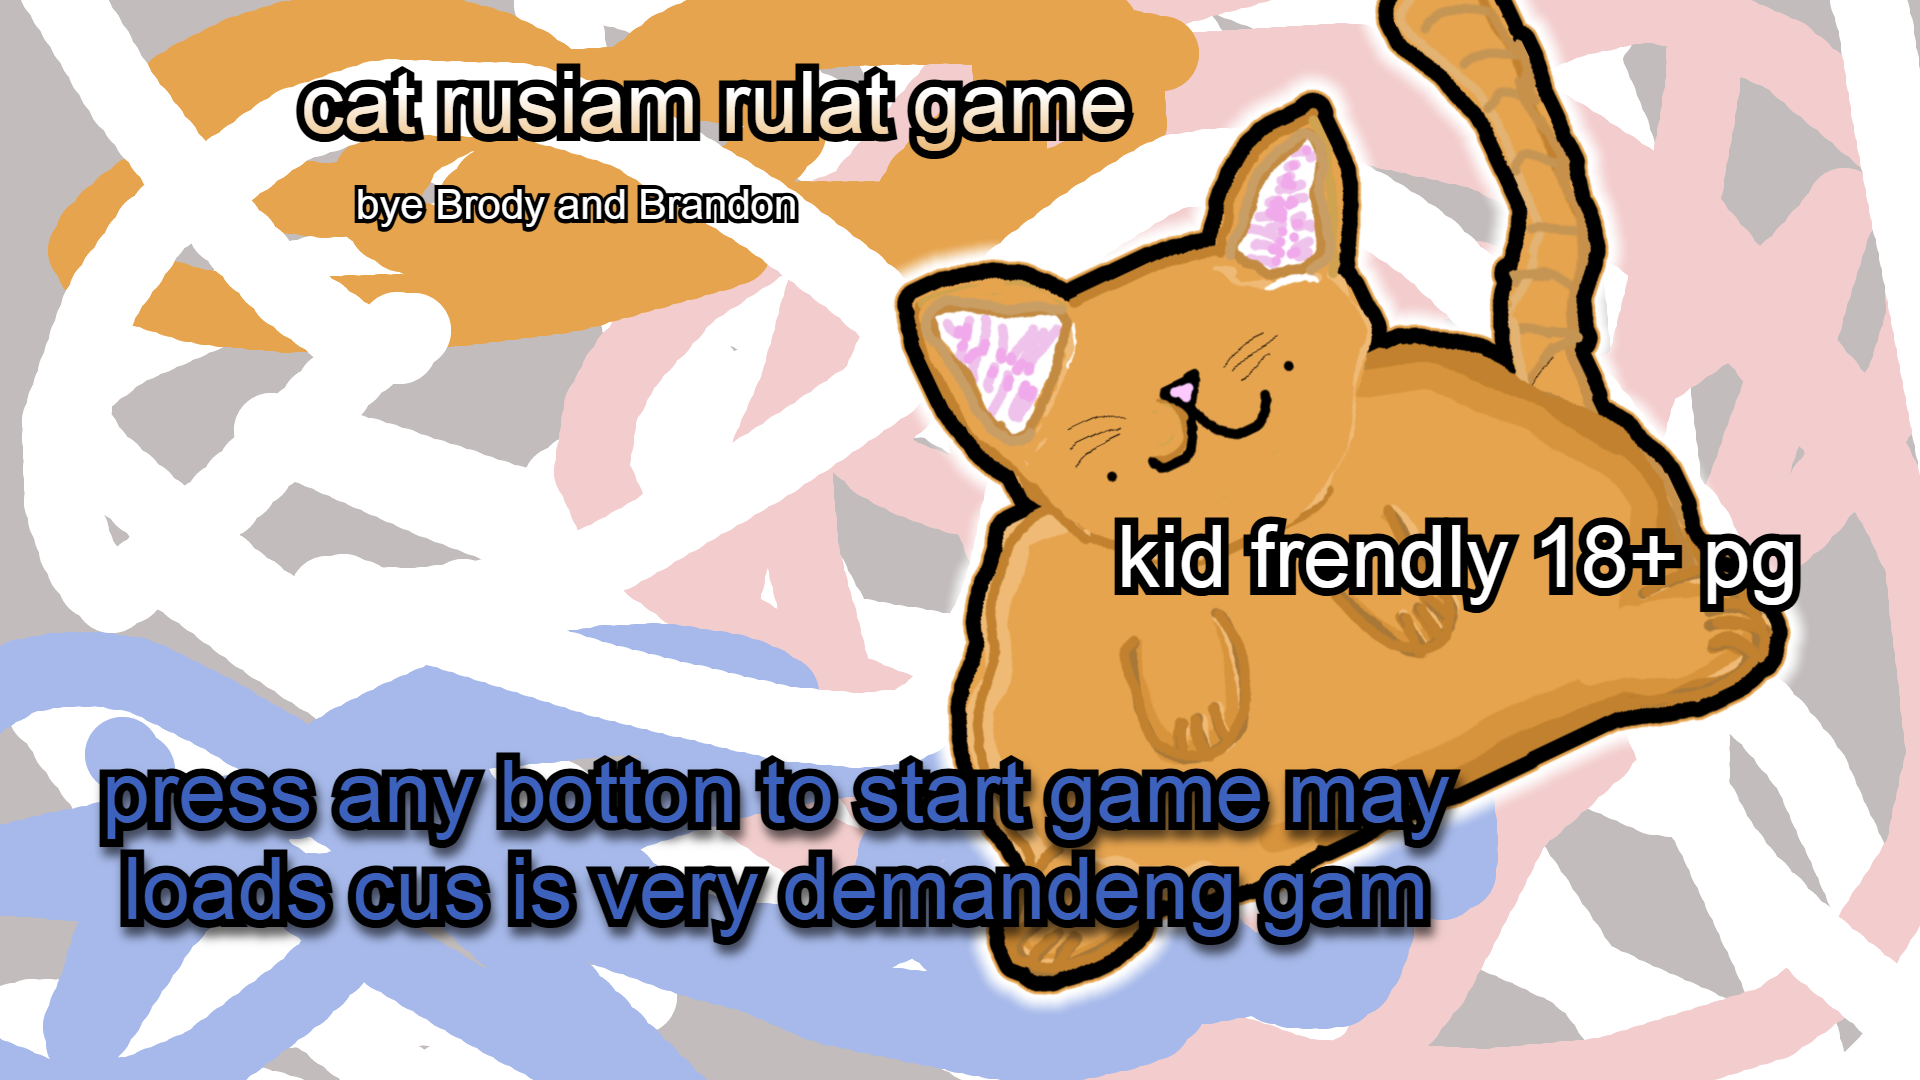 cat rusiam rulat game
bye Brody and Brandon
kid frendly 18+ pg
press any botton to start game may
loads cus is very demandeng gam